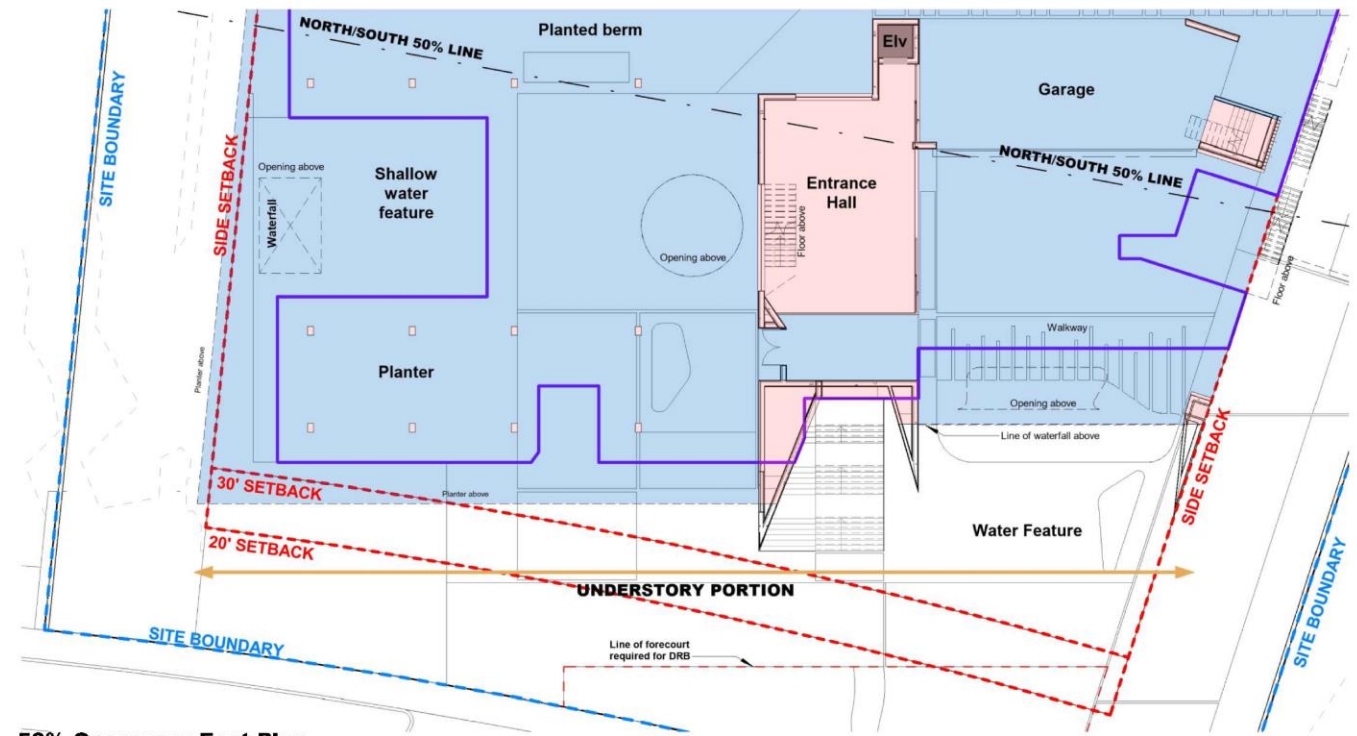 NORTH/SOUTH 50% LINE
Planted berm
Elv
Garage
SITE BOUNDARY
SIDE SETBACK
Opening above
Waterfall
Shallow
water
feature
Opening above
Entrance
Hall
Floor above
NORTH/SOUTH 50% LINE
Floor above
Planter above
Planter
Walkway
Opening above
Line of waterfall above
SIDE SETBACK
30' SETBACK
Planter above
Water Feature
20' SETBACK
UNDERSTORY PORTION
SITE BOUNDARY
SITE BOUNDARY
Line of forecourt
required for DRB